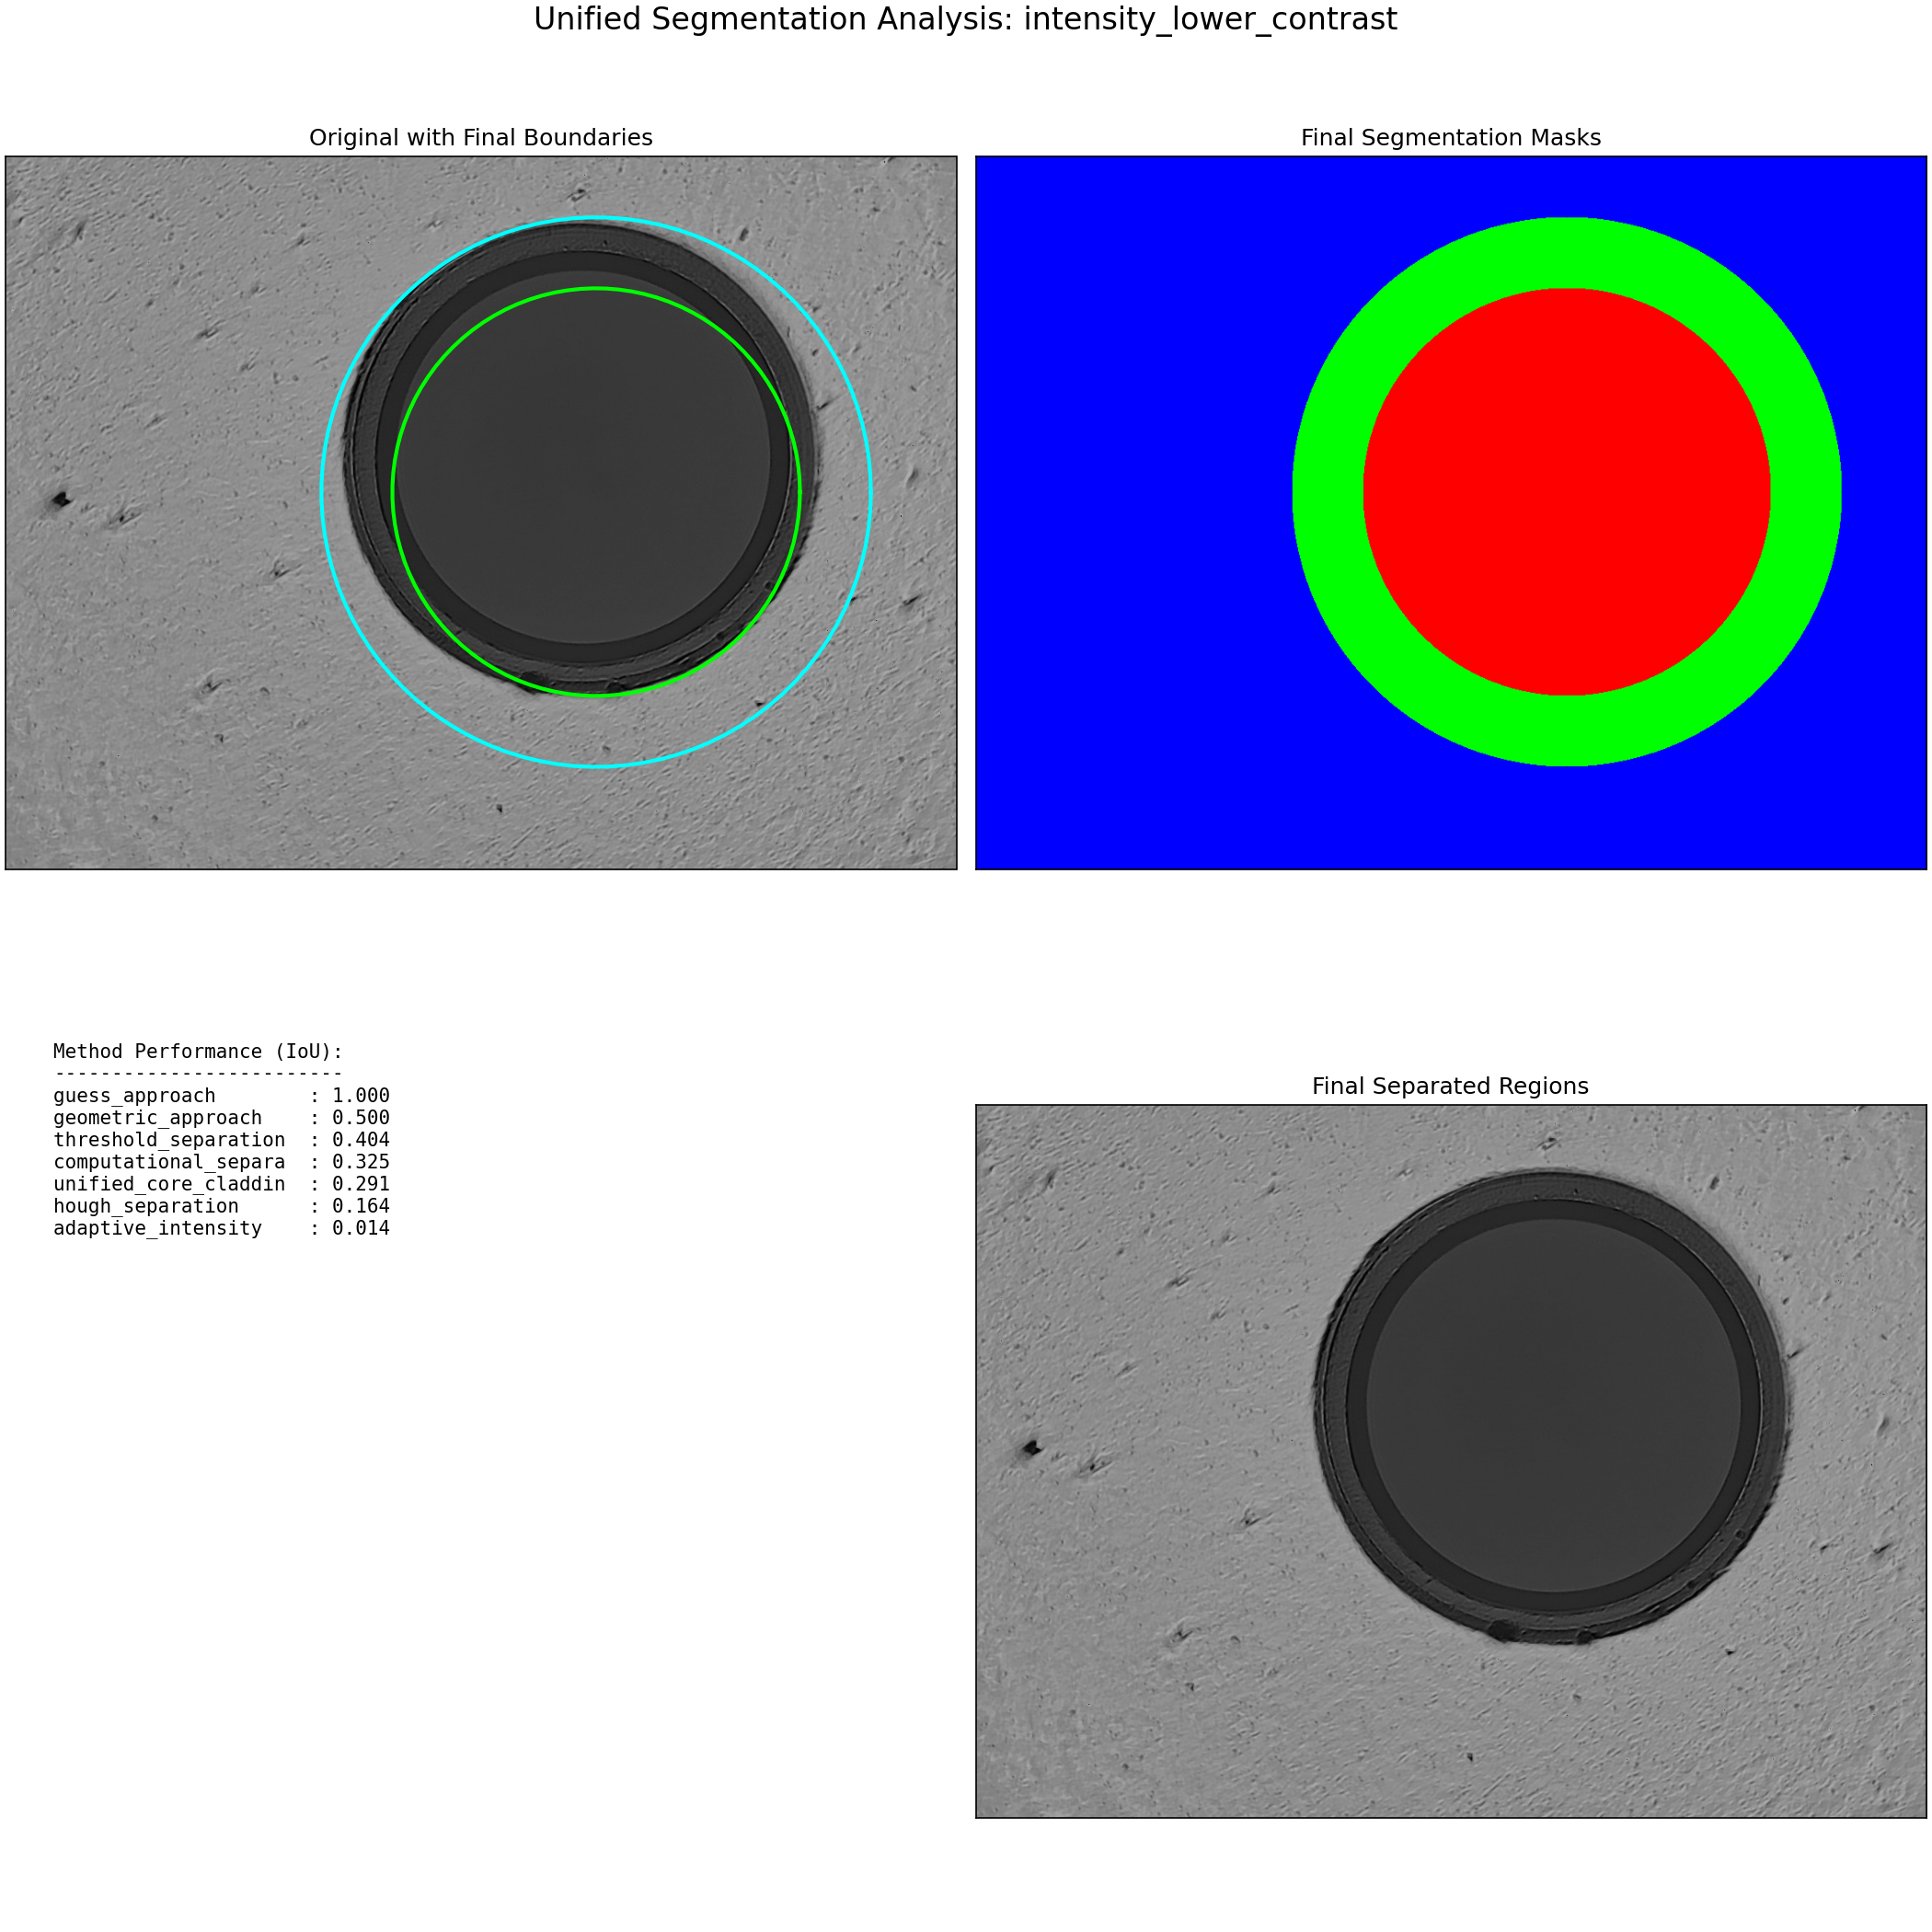 Unified Segmentation Analysis: intensity_lower_contrast
Original with Final Boundaries
Final Segmentation Masks
Method Performance (IoU):
-------------------------
guess_approach        : 1.000
geometric_approach    : 0.500
threshold_separation  : 0.404
computational_separa  : 0.325
unified_core_claddin  : 0.291
hough_separation      : 0.164
adaptive_intensity    : 0.014
Final Separated Regions